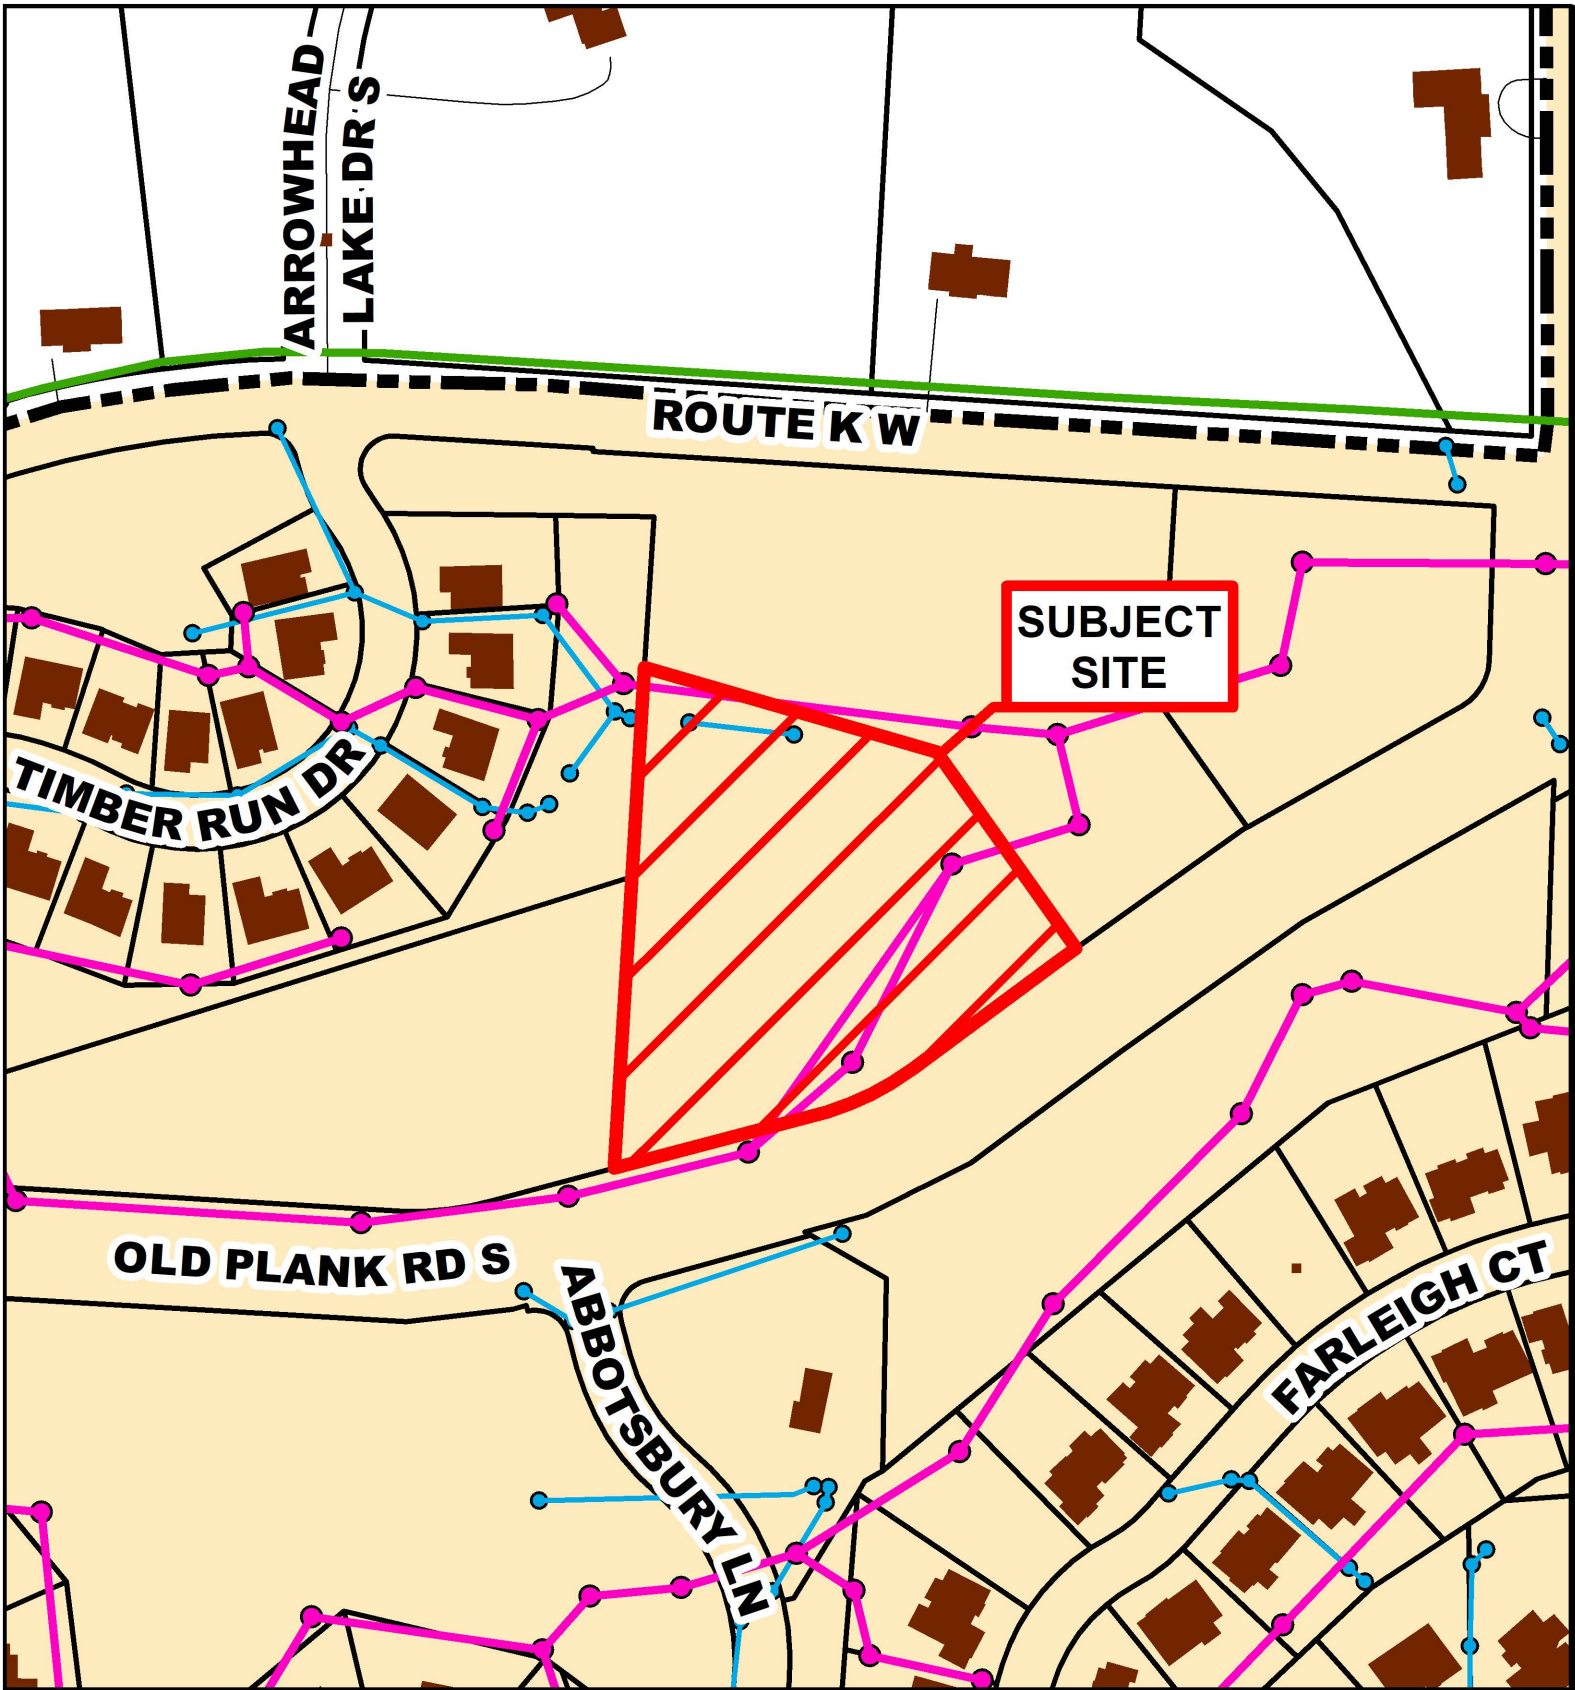 ARROWHEAD
LAKE DR S
ROUTE K W
SUBJECT
SITE
TIMBER RUN DR
OLD PLANK RD S
ABBOTSBURY LN
FARLEIGH CT